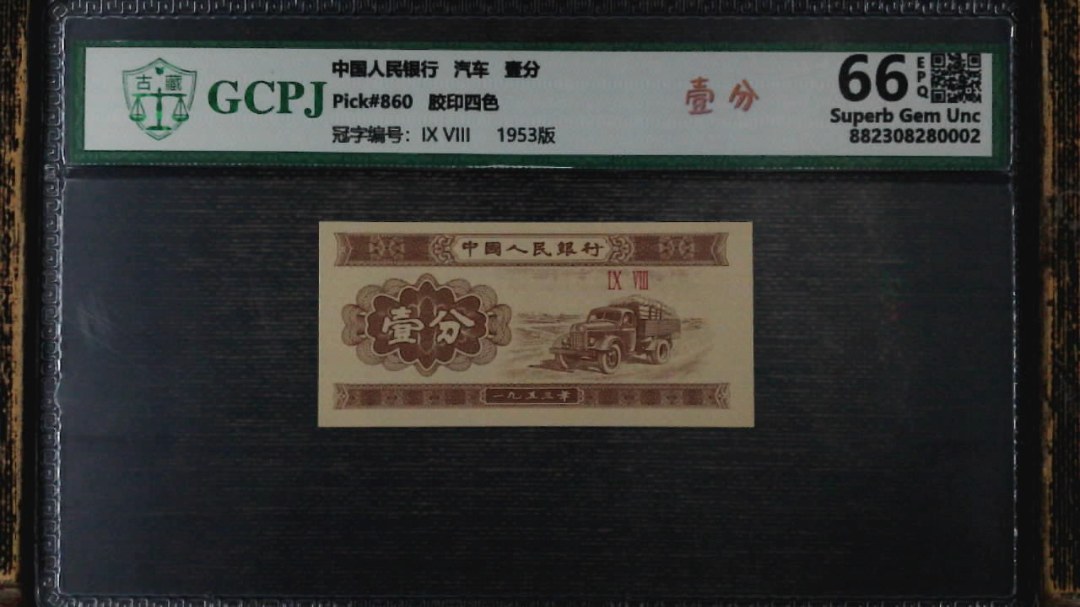 古藏
GCPJ
中国人民银行 汽车 壹分
Pick#860 胶印四色
冠字编号: IX VIII 1953版
壹分
66 EPQ
Superb Gem Unc
882308280002
中國人民銀行
IX VIII
壹分
一九五三年